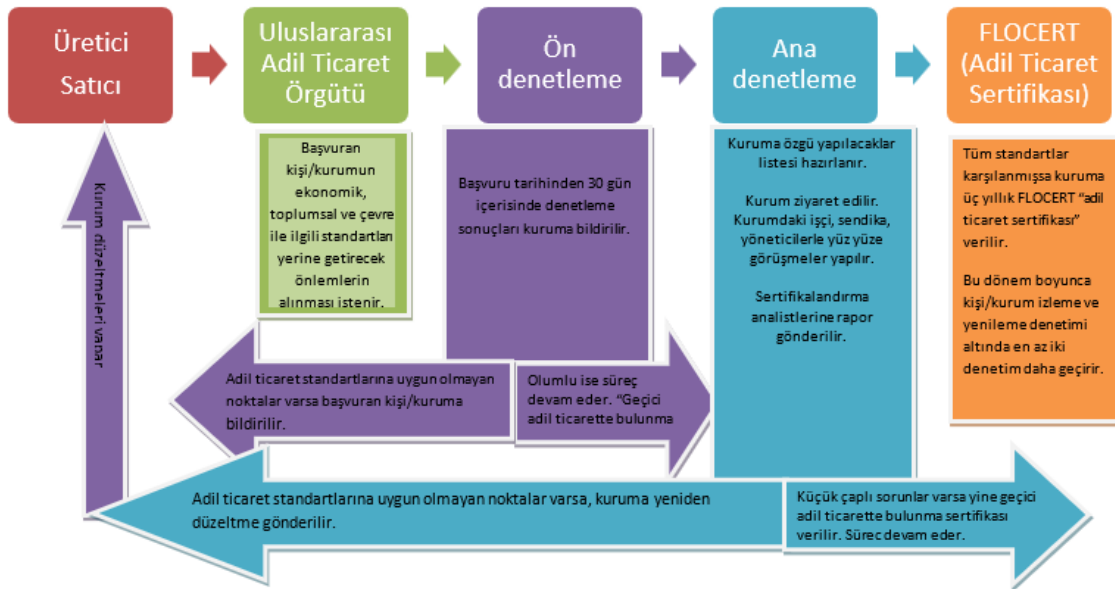 Üretici
Satıcı
Uluslararası
Adil Ticaret
Örgütü
Ön
denetleme
Ana
denetleme
FLOCERT
(Adil Ticaret
Sertifikası)
Başvuran
kişi/kurumun
ekonomik,
toplumsal ve çevre
ile ilgili standartları
yerine getirecek
önlemlerin
alınması istenir.
Başvuru tarihinden 30 gün
içerisinde denetleme
sonuçları kuruma bildirilir.
Kuruma özgü yapılacaklar
listesi hazırlanır.
Kurum ziyaret edilir.
Kurumdaki işçi, sendika,
yöneticilerle yüz yüze
görüşmeler yapılır.
Sertifikalandırma
analistlerine rapor
gönderilir.
Tüm standartlar
karşılanmışsa kuruma
üç yıllık FLOCERT “adil
ticaret sertifikası”
verilir.
Bu dönem boyunca
kişi/kurum izleme ve
yenileme denetimi
altında en az iki
denetim daha geçirir.
Kurum düzeltmeleri yapar
Adil ticaret standartlarına uygun olmayan
noktalar varsa başvuran kişi/kuruma
bildirilir.
Olumlu ise süreç
devam eder. “Geçici
adil ticarette bulunma
Adil ticaret standartlarına uygun olmayan noktalar varsa, kuruma yeniden
düzeltme gönderilir.
Küçük çaplı sorunlar varsa yine geçici
adil ticarette bulunma sertifikası
verilir. Sürec devam eder.